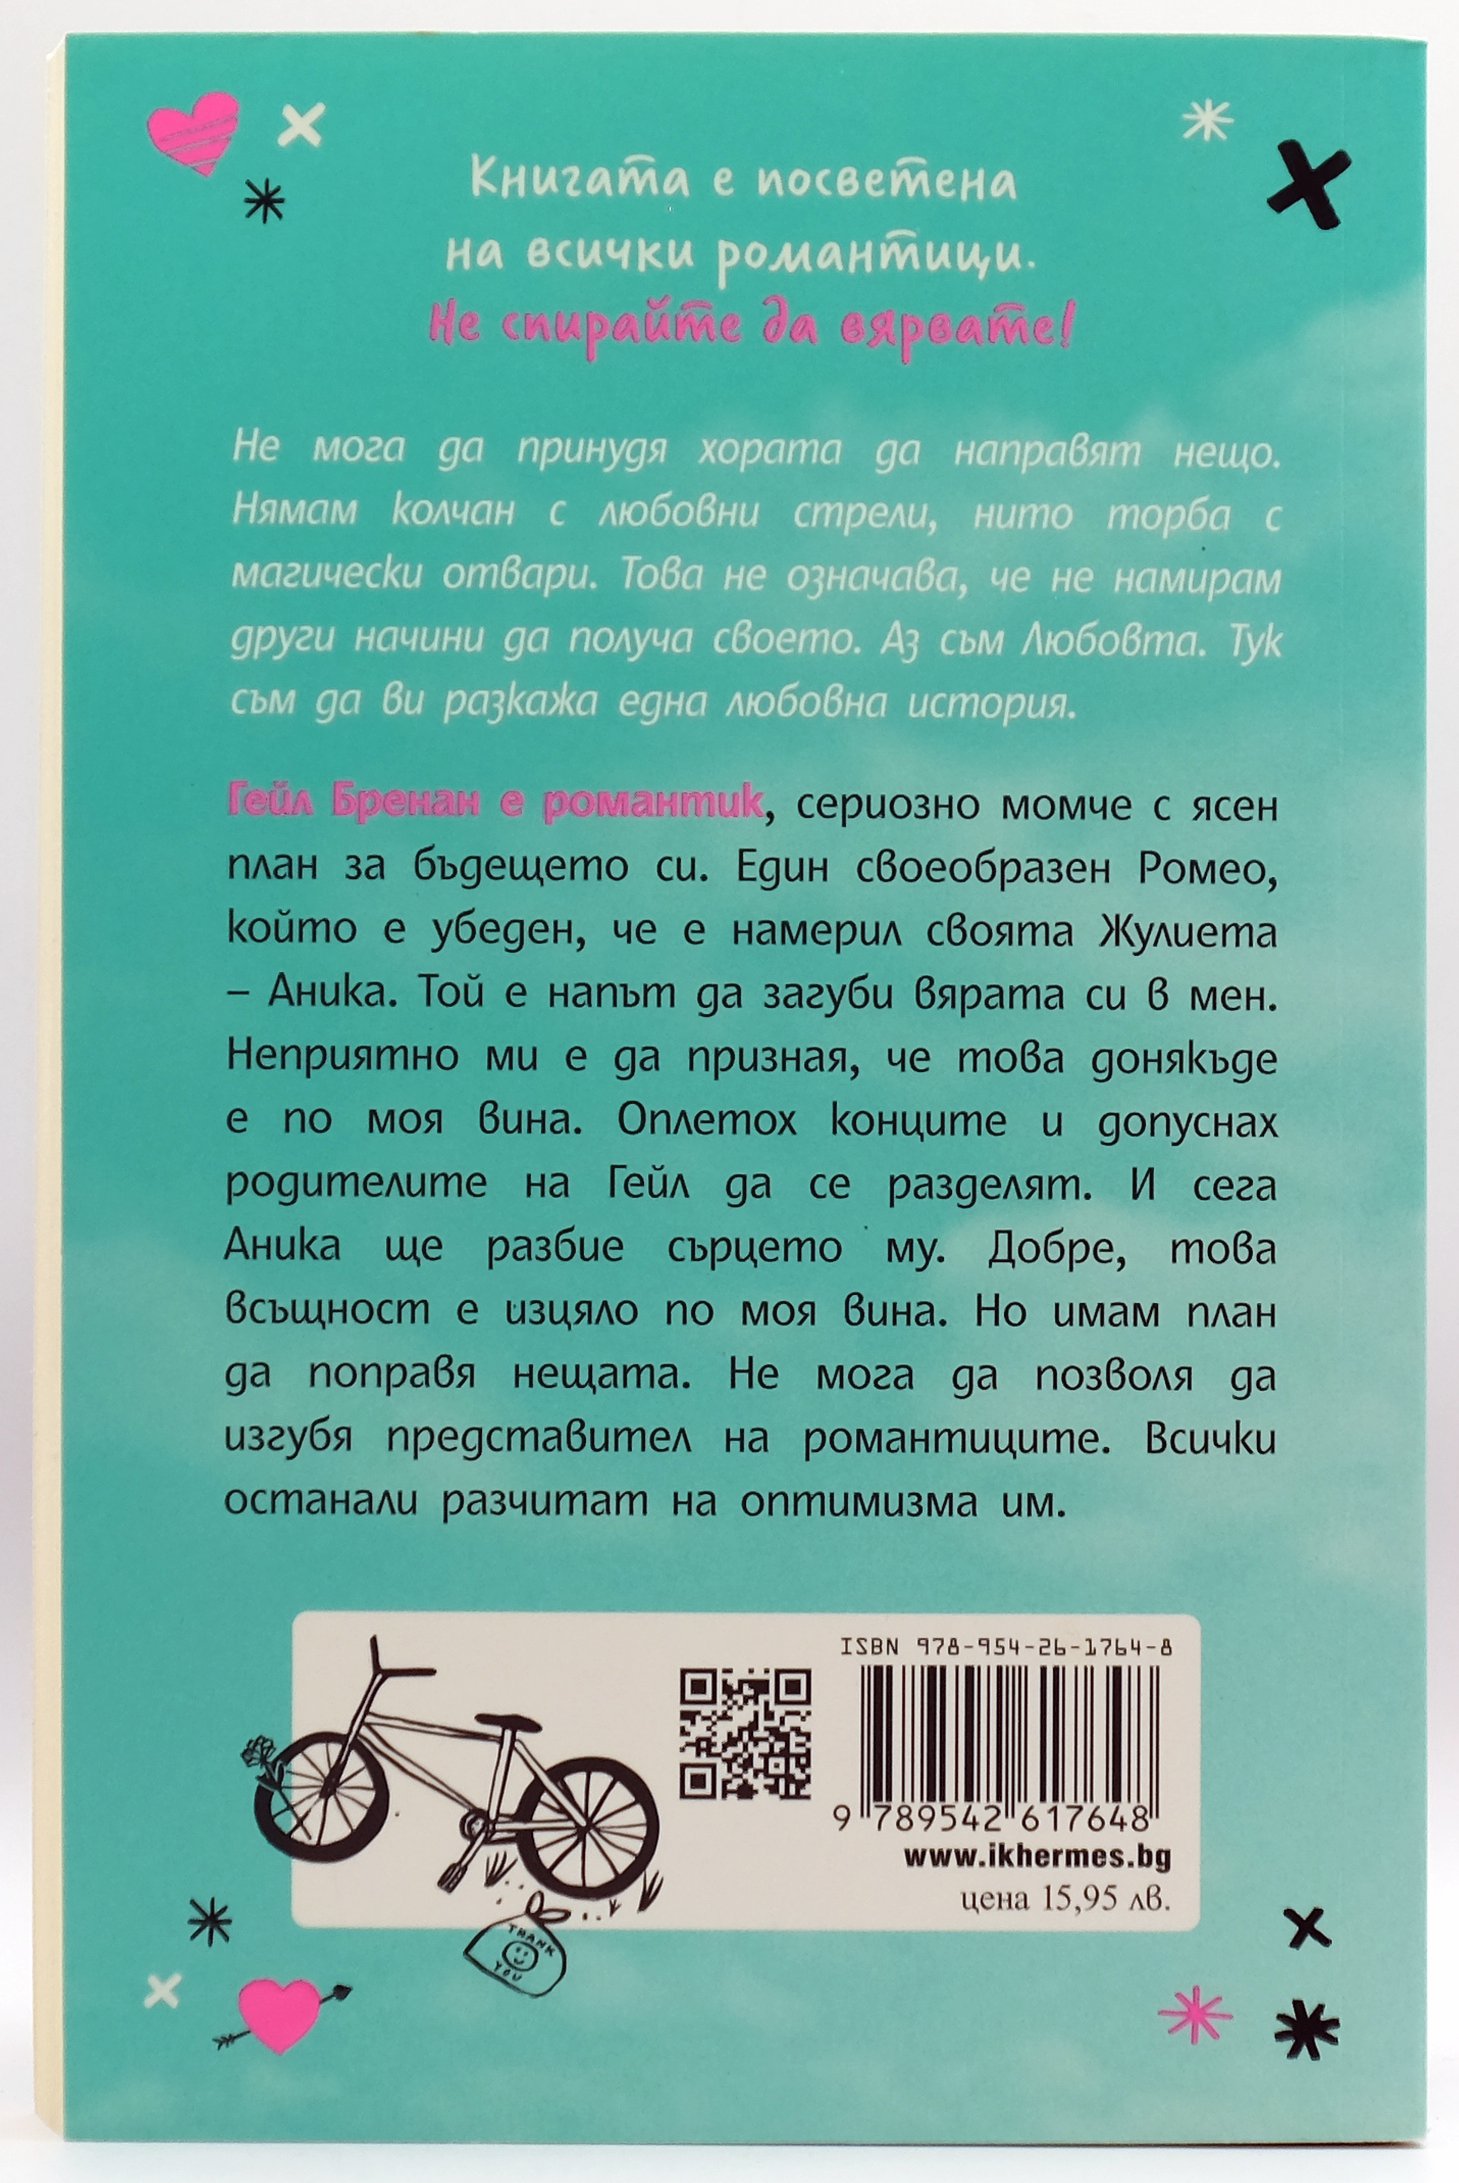 Книгата е посветена
на всички романтици.
Не спирайте да вярвате!
Не мога да принудя хората да направят нещо.
Нямам колчан с любовни стрели, нито торба с
магически отвари. Това не означава, че не намирам
други начини да получа своето. Аз съм Любовта. Тук
съм да ви разкажа една любовна история.
Гейл Бренан е романтик, сериозно момче с ясен
план за бъдещето си. Един своеобразен Ромео,
който е убеден, че е намерил своята Жулиета
– Аника. Той е напът да загуби вярата си в мен.
Неприятно ми е да призная, че това донякъде
е по моя вина. Оплетох конците и допуснах
родителите на Гейл да се разделят. И сега
Аника ще разбие сърцето му. Добре, това
всъщност е изцяло по моя вина. Но имам план
да поправя нещата. Не мога да позволя да
изгубя представител на романтиците. Всички
останали разчитат на оптимизма им.
ISBN 978-954-26-1764-8
9 789542 617648
www.ikhermes.bg
цена 15,95 лв.
THANK
YOU